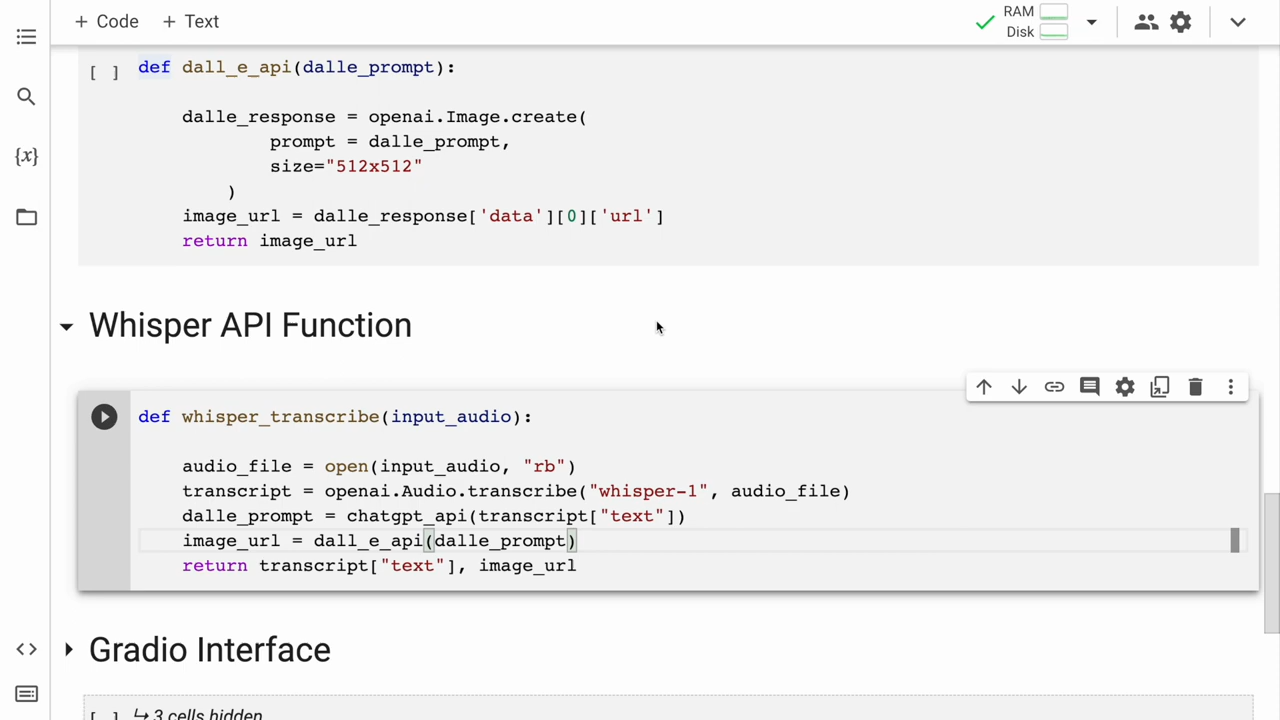 + Code + Text
RAM
Disk
[ ] def dall_e_api(dalle_prompt):
dalle_response = openai.Image.create(
prompt = dalle_prompt,
size="512x512"
)
image_url = dalle_response['data'][0]['url']
return image_url
{x}
Whisper API Function
def whisper_transcribe(input_audio):
audio_file = open(input_audio, "rb")
transcript = openai.Audio.transcribe("whisper-1", audio_file)
dalle_prompt = chatgpt_api(transcript["text"])
image_url = dall_e_api(dalle_prompt)
return transcript["text"], image_url
Gradio Interface
[ ] ↳ 3 cells hidden